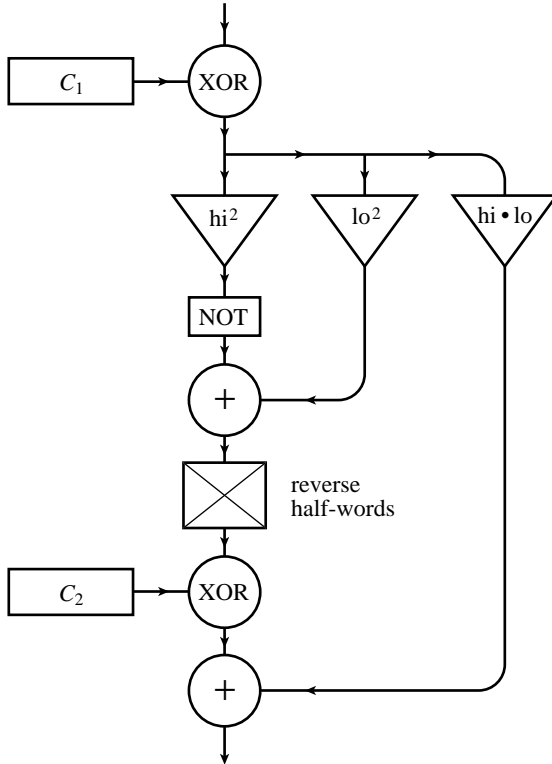 XOR
C₁
hi² lo² hi • lo
NOT
+
reverse
half-words
XOR
C₂
+